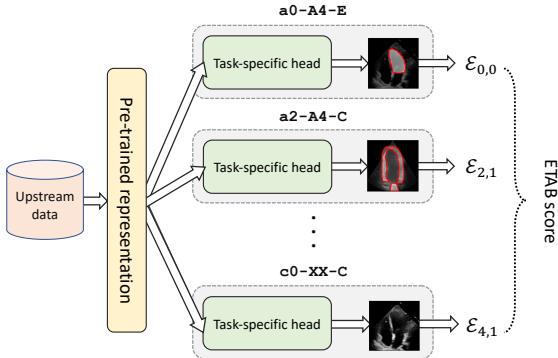 a0-A4-E
Task-specific head
ℰ0,0
a2-A4-C
Task-specific head
ℰ2,1
Pre-trained representation
Upstream
data
ETAB score
c0-XX-C
Task-specific head
ℰ4,1